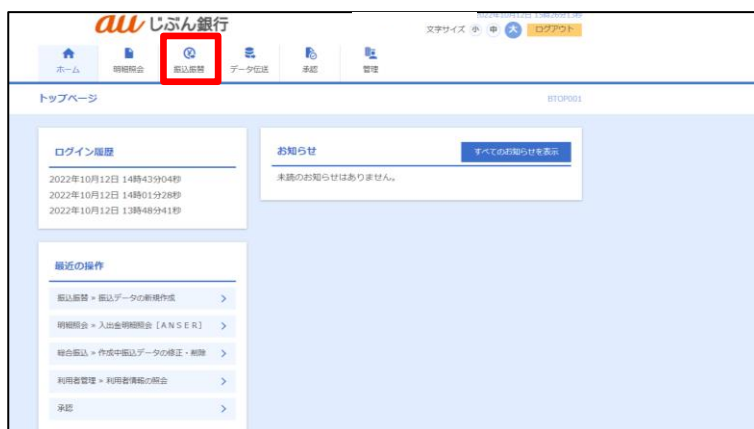 au じぶん銀行
文字サイズ 小 中 大 ログアウト
ホーム 明細照会 振込振替 データ伝送 承認 管理
トップページ BTOP001
ログイン履歴
2022年10月12日 14時43分04秒
2022年10月12日 14時01分28秒
2022年10月12日 13時48分41秒
お知らせ すべてのお知らせを表示
未読のお知らせはありません。
最近の操作
振込振替 » 振込データの新規作成
明細照会 » 入出金明細照会［ＡＮＳＥＲ］
総合振込 » 作成中振込データの修正・削除
利用者管理 » 利用者情報の照会
承認